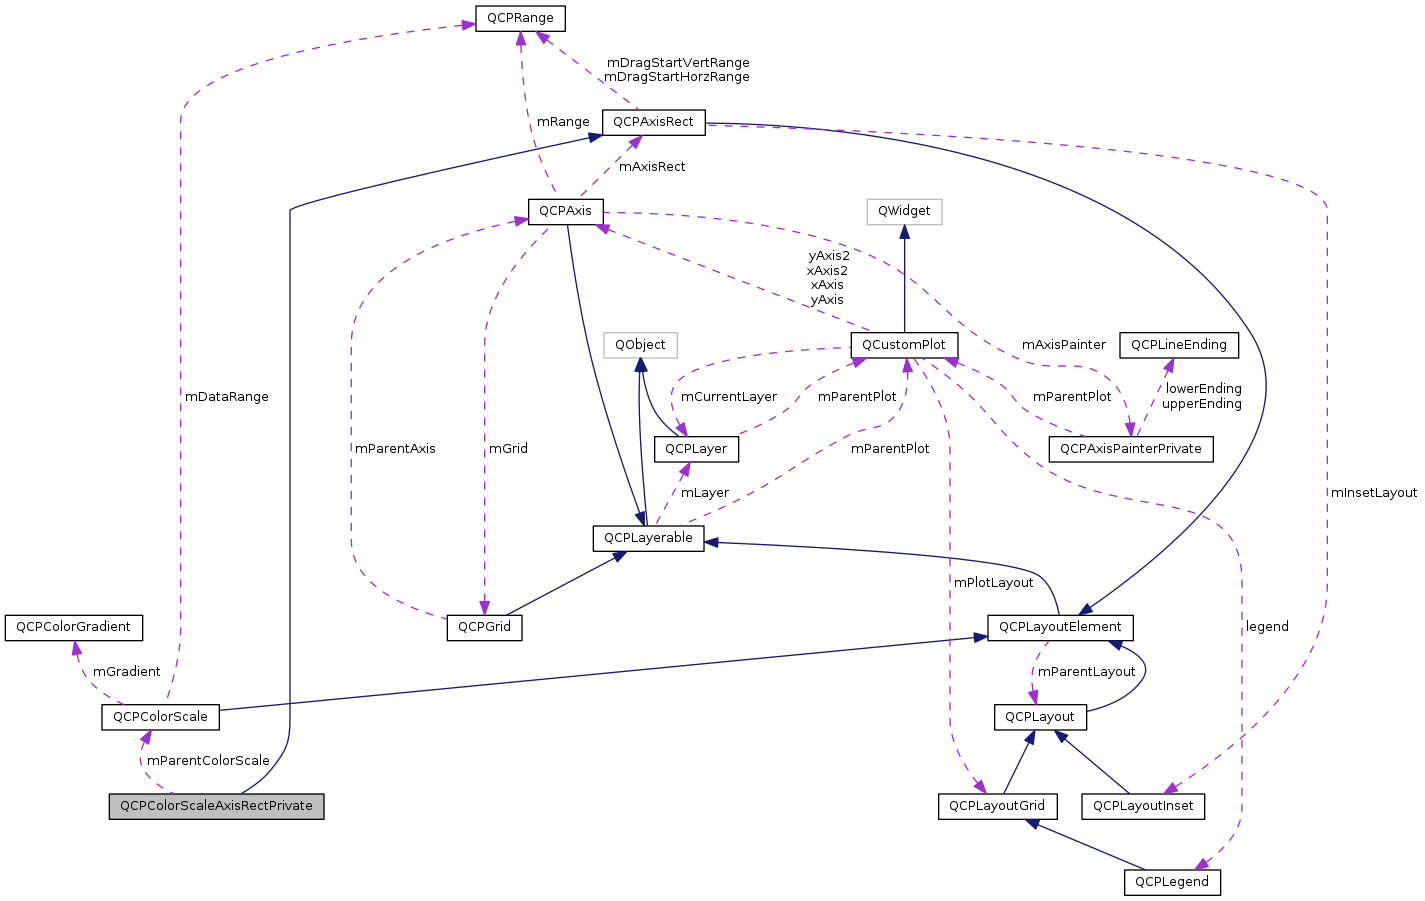 QCPRange
mDragStartVertRange
mDragStartHorzRange
QCPAxisRect
mRange
mAxisRect
QCPAxis
QWidget
yAxis2
xAxis2
xAxis
yAxis
QObject
QCustomPlot
mAxisPainter
QCPLineEnding
mDataRange
mCurrentLayer
mParentPlot
mParentPlot
lowerEnding
upperEnding
mParentAxis
mGrid
QCPLayer
mParentPlot
QCPAxisPainterPrivate
mLayer
mInsetLayout
QCPLayerable
mPlotLayout
QCPColorGradient
QCPGrid
QCPLayoutElement
legend
mGradient
mParentLayout
QCPColorScale
QCPLayout
mParentColorScale
QCPColorScaleAxisRectPrivate
QCPLayoutGrid
QCPLayoutInset
QCPLegend